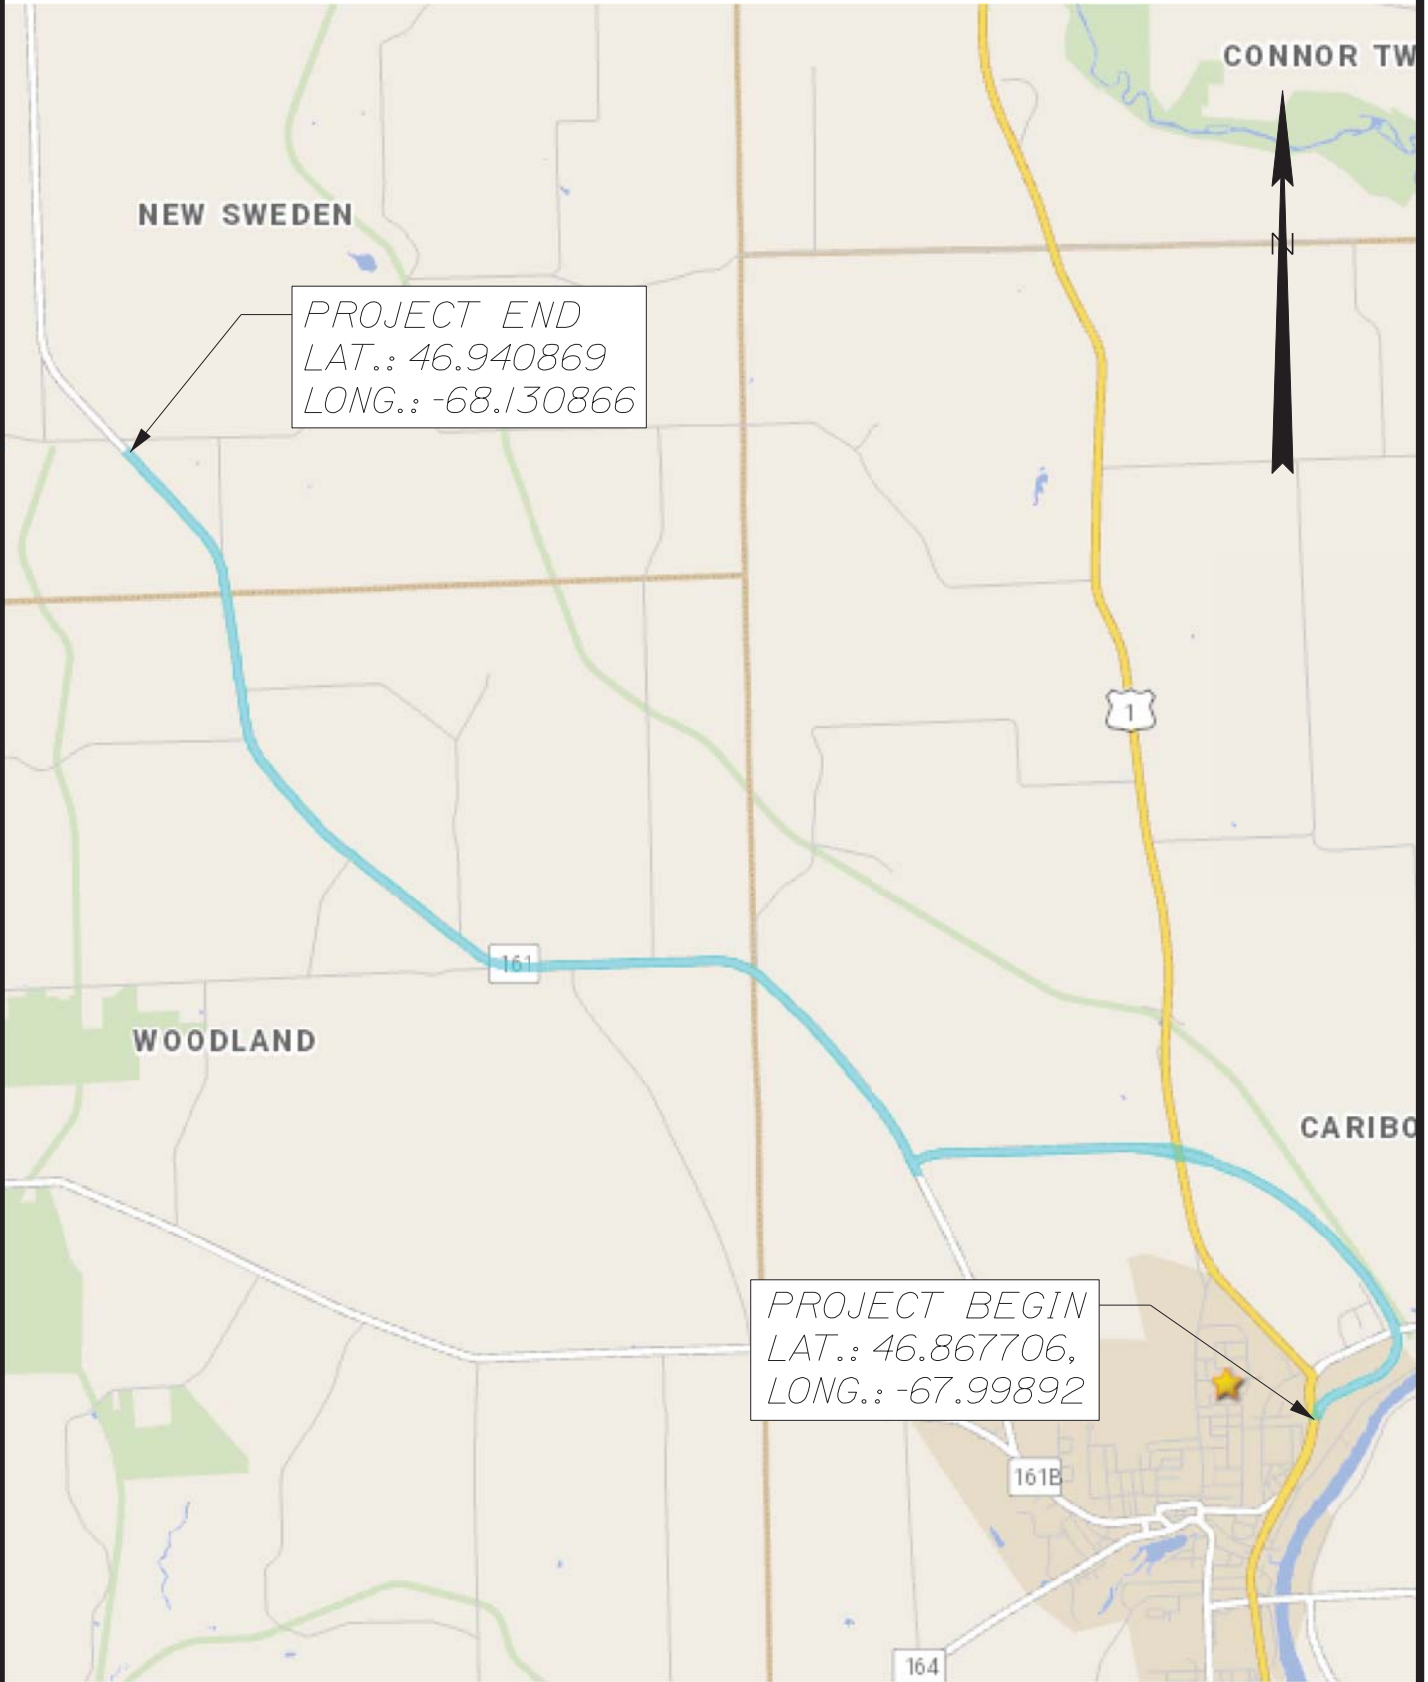 CONNOR TW
N
NEW SWEDEN
PROJECT END
LAT.: 46.940869
LONG.: -68.130866
1
161
WOODLAND
CARIBO
PROJECT BEGIN
LAT.: 46.867706,
LONG.: -67.99892
161B
164